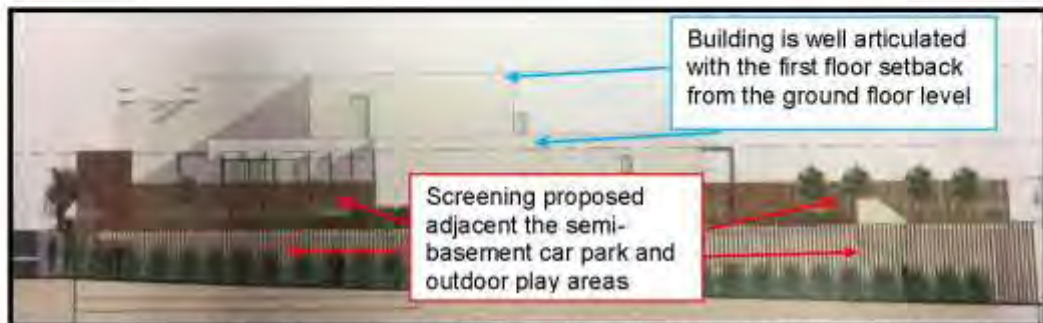 Building is well articulated
with the first floor setback
from the ground floor level
Screening proposed
adjacent the semi-
basement car park and
outdoor play areas